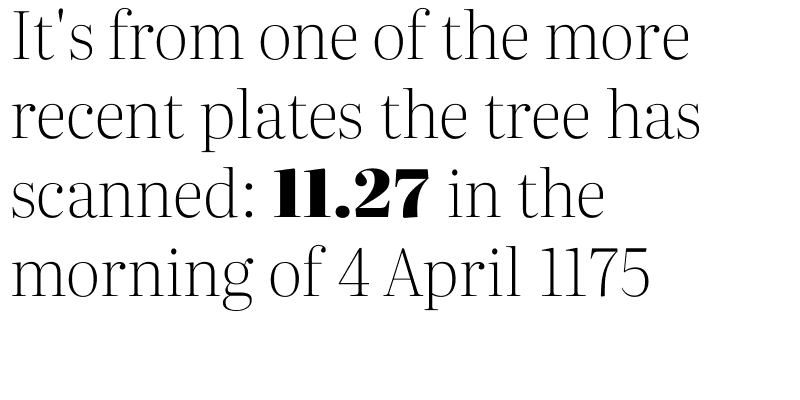 It's from one of the more
recent plates the tree has
scanned: 11.27 in the
morning of 4 April 1175